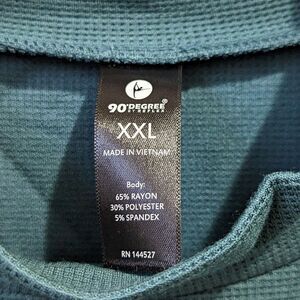 90°DEGREE
BY REFLEX
XXL
MADE IN VIETNAM
Body:
65% RAYON
30% POLYESTER
5% SPANDEX
RN 144527